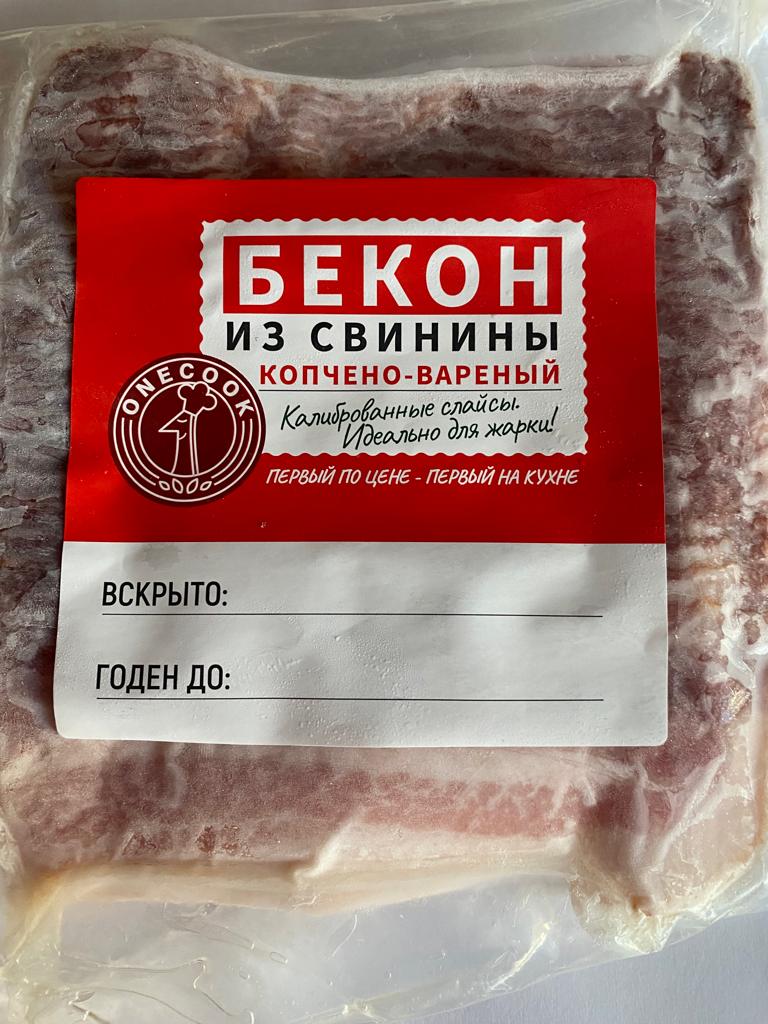 БЕКОН
ИЗ СВИНИНЫ
КОПЧЕНО-ВАРЕНЫЙ
Калиброванные слайсы.
Идеально для жарки!
ONECOOK
ПЕРВЫЙ ПО ЦЕНЕ - ПЕРВЫЙ НА КУХНЕ
ВСКРЫТО:
ГОДЕН ДО: